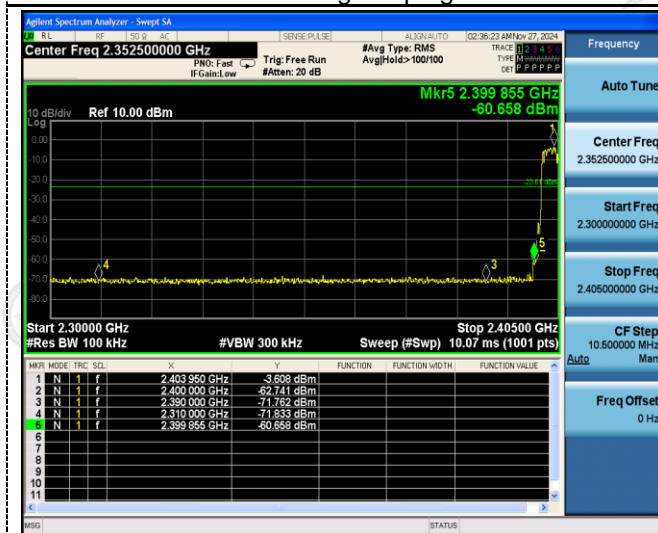 Agilent Spectrum Analyzer - Swept SA
RL RF 50 Ω AC SENSE:PULSE ALIGNAUTO 02:36:23 AM Nov 27, 2024
Center Freq 2.352500000 GHz
PNO: Fast
IFGain:Low
Trig: Free Run
#Atten: 20 dB
#Avg Type: RMS
Avg|Hold:>100/100
TRACE 1 2 3 4 5 6
TYPE M
DET P P P P P P
Frequency
Auto Tune
Mkr5 2.399 855 GHz
-60.658 dBm
10 dB/div Ref 10.00 dBm
Log
0.00
-10.0
-20.0
-30.0
-40.0
-50.0
-60.0
-70.0
-80.0
1
4
3
5
Center Freq
2.352500000 GHz
Start Freq
2.300000000 GHz
Stop Freq
2.405000000 GHz
CF Step
10.500000 MHz
Auto Man
Freq Offset
0 Hz
Start 2.30000 GHz Stop 2.40500 GHz
#Res BW 100 kHz #VBW 300 kHz Sweep (#Swp) 10.07 ms (1001 pts)
MKR MODE TRC SCL X Y FUNCTION FUNCTION WIDTH FUNCTION VALUE
1 N 1 f 2.403 950 GHz -3.608 dBm
2 N 1 f 2.400 000 GHz -62.741 dBm
3 N 1 f 2.390 000 GHz -71.762 dBm
4 N 1 f 2.310 000 GHz -71.833 dBm
5 N 1 f 2.399 855 GHz -60.658 dBm
6
7
8
9
10
11
MSG STATUS